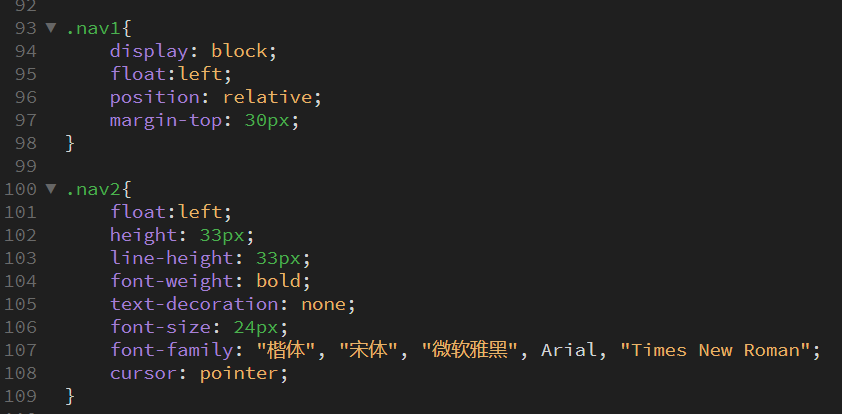 92
93 ▼ .nav1{
94 display: block;
95 float:left;
96 position: relative;
97 margin-top: 30px;
98 }
99
100 ▼ .nav2{
101 float:left;
102 height: 33px;
103 line-height: 33px;
104 font-weight: bold;
105 text-decoration: none;
106 font-size: 24px;
107 font-family: "楷体", "宋体", "微软雅黑", Arial, "Times New Roman";
108 cursor: pointer;
109 }